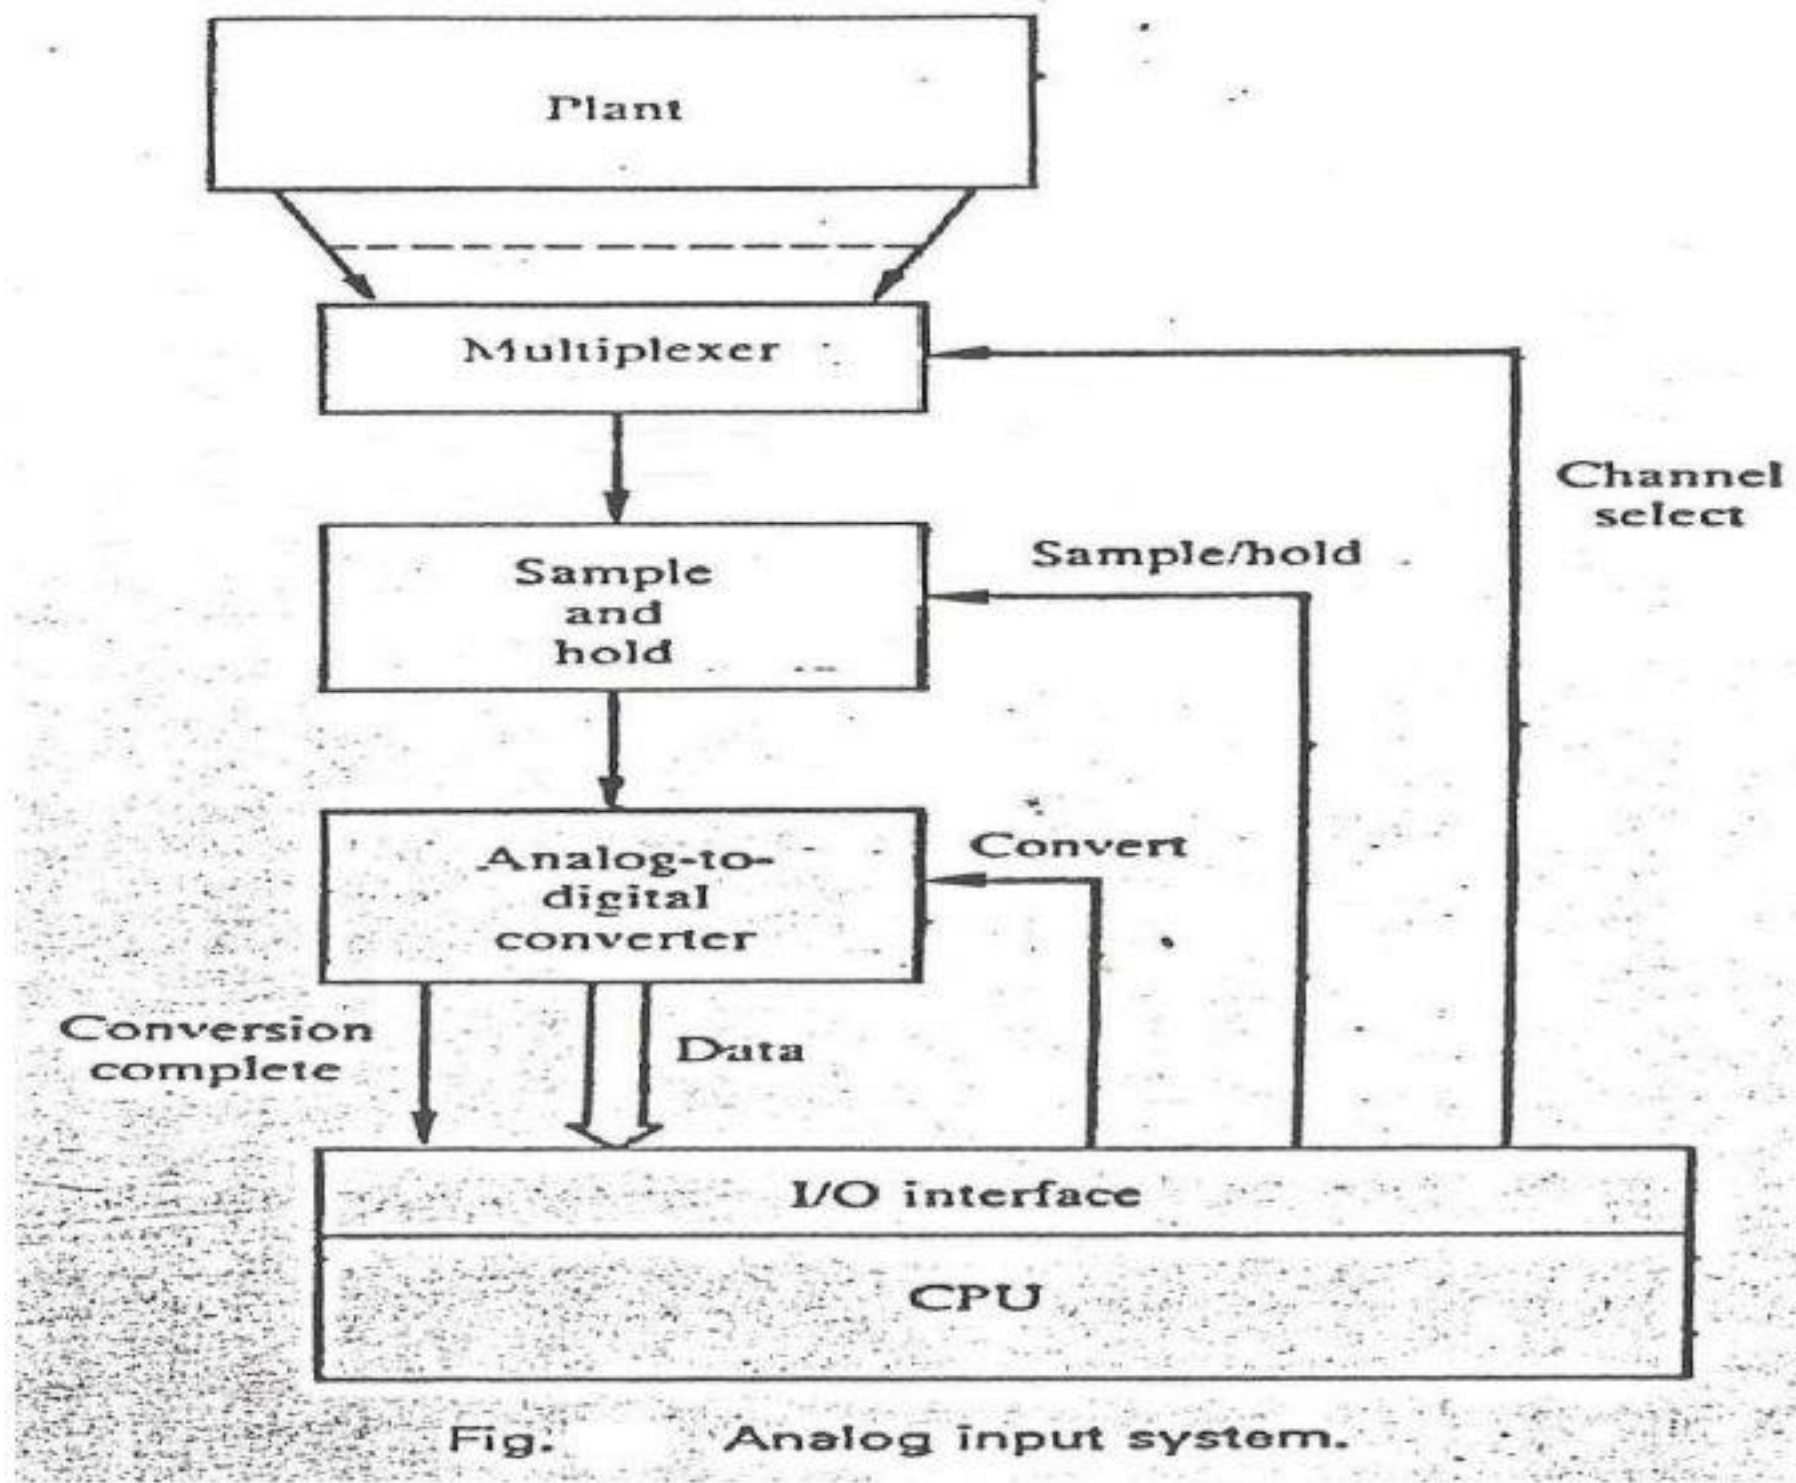 Plant
Multiplexer
Channel
select
Sample/hold
Sample
and
hold
Convert
Analog-to-
digital
converter
Conversion
complete
Data
I/O interface
CPU
Fig. Analog input system.